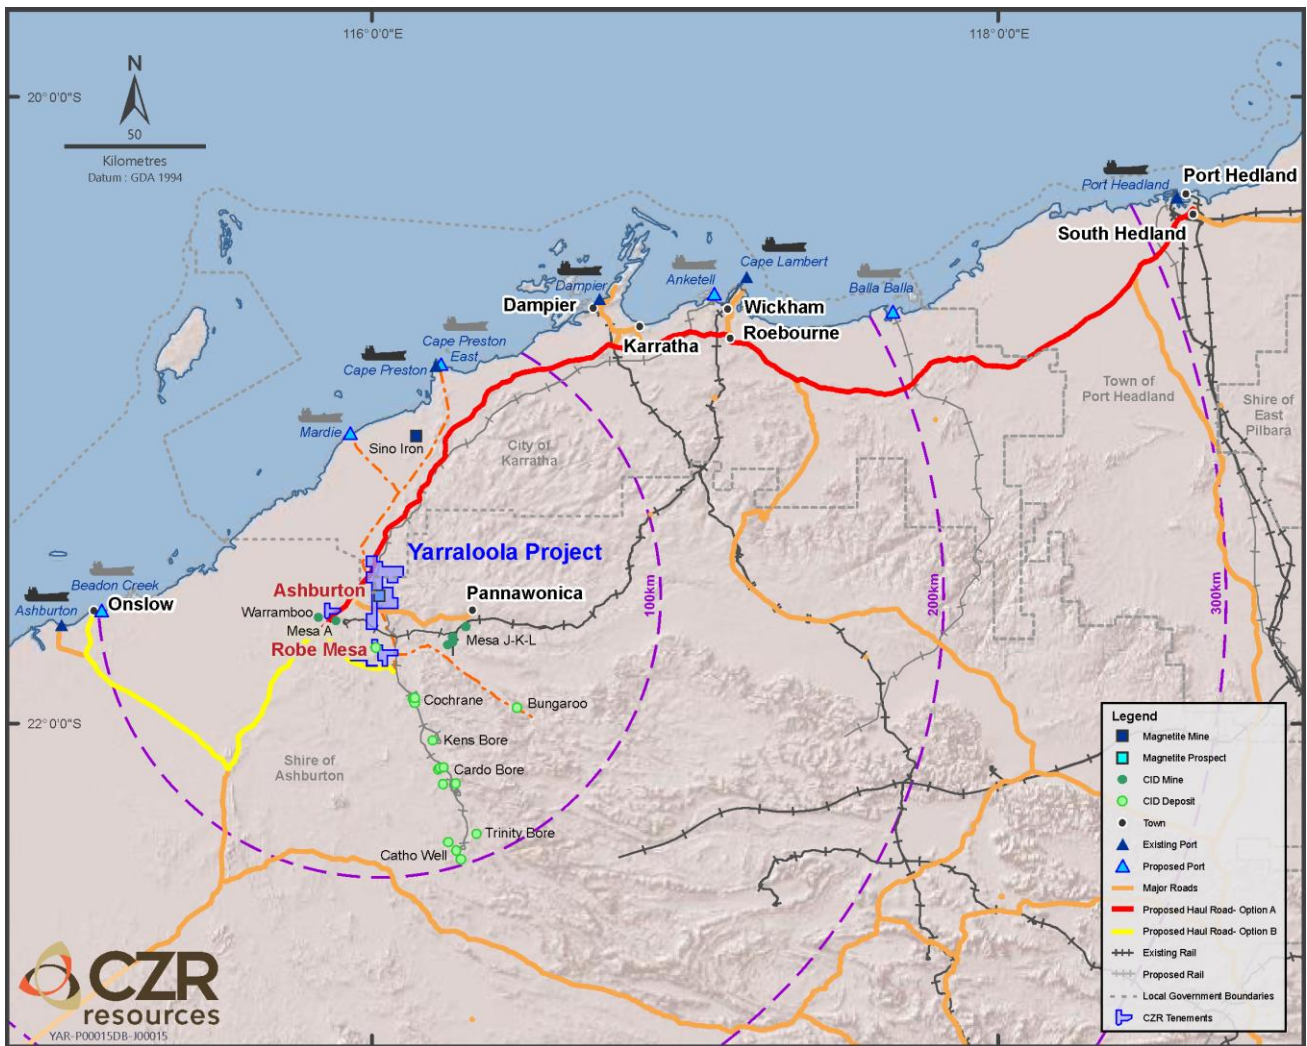 116°0'0"E
118°0'0"E
N
20°0'0"S
50
Kilometres
Datum : GDA 1994
Port Headland
Port Hedland
South Hedland
Cape Lambert
Anketell
Dampier
Balla Balla
Dampier
Wickham
Roebourne
Karratha
Cape Preston
East
Cape Preston
Mardie
Sino Iron
City of
Karratha
Town of
Port Headland
Shire of
East
Pilbara
Yarraloola Project
Beadon Creek
Ashburton
Onslow
Ashburton
Warramboo
Mesa A
Robe Mesa
Pannawonica
Mesa J-K-L
100km
200km
300km
Cochrane
Bungaroo
22°0'0"S
Kens Bore
Shire of
Ashburton
Cardo Bore
Trinity Bore
Catho Well
Legend
Magnetite Mine
Magnetite Prospect
CID Mine
CID Deposit
Town
Existing Port
Proposed Port
Major Roads
Proposed Haul Road- Option A
Proposed Haul Road- Option B
Existing Rail
Proposed Rail
Local Government Boundaries
CZR Tenements
CZR
resources
YAR-P00015DB-J00015